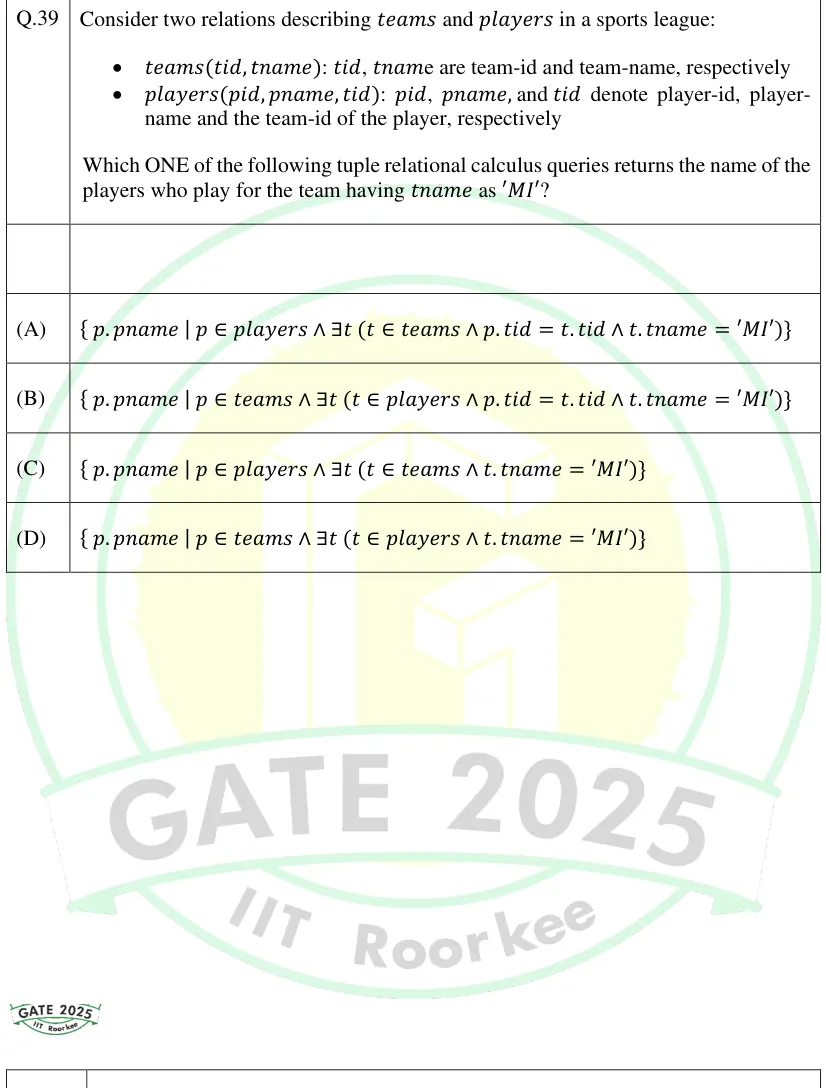 Q.39 Consider two relations describing teams and players in a sports league:
• teams(tid, tname): tid, tname are team-id and team-name, respectively
• players(pid, pname, tid): pid, pname, and tid denote player-id, player-
name and the team-id of the player, respectively
Which ONE of the following tuple relational calculus queries returns the name of the
players who play for the team having tname as ′MI′?
(A) { p.pname | p ∈ players ∧ ∃t (t ∈ teams ∧ p.tid = t.tid ∧ t.tname = ′MI′)}
(B) { p.pname | p ∈ teams ∧ ∃t (t ∈ players ∧ p.tid = t.tid ∧ t.tname = ′MI′)}
(C) { p.pname | p ∈ players ∧ ∃t (t ∈ teams ∧ t.tname = ′MI′)}
(D) { p.pname | p ∈ teams ∧ ∃t (t ∈ players ∧ t.tname = ′MI′)}
GATE 2025
IIT Roorkee
GATE 2025
IIT Roorkee